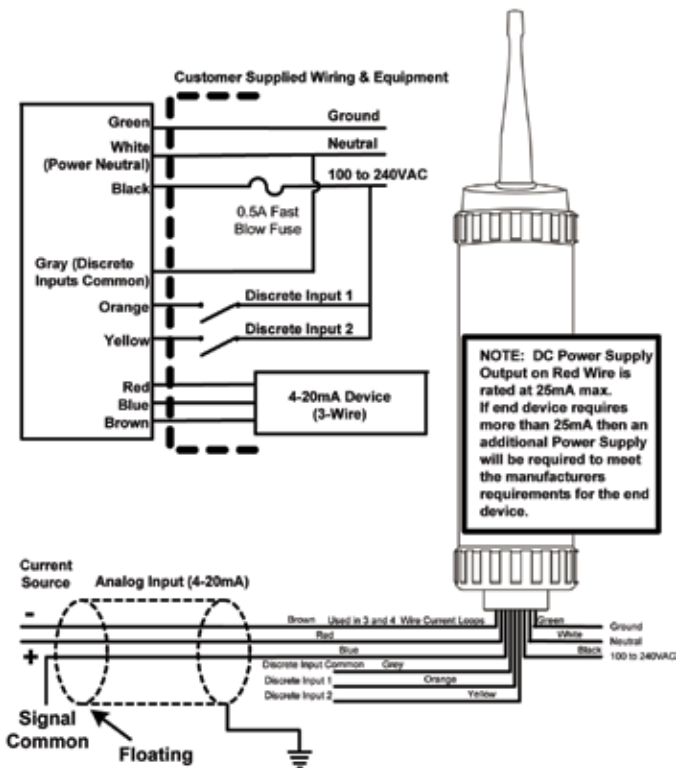 Customer Supplied Wiring & Equipment
Green
Ground
White
(Power Neutral)
Neutral
Black
100 to 240VAC
0.5A Fast
Blow Fuse
Gray (Discrete
Inputs Common)
Orange
Discrete Input 1
Yellow
Discrete Input 2
Red
Blue
Brown
4-20mA Device
(3-Wire)
NOTE: DC Power Supply
Output on Red Wire is
rated at 25mA max.
If end device requires
more than 25mA then an
additional Power Supply
will be required to meet
the manufacturers
requirements for the end
device.
Current
Source
Analog Input (4-20mA)
-
+
Brown Used in 3 and 4 Wire Current Loops
Red
Blue
Discrete Input Common Grey
Discrete Input 1 Orange
Discrete Input 2 Yellow
Green Ground
White Neutral
Black 100 to 240VAC
Signal
Common
Floating